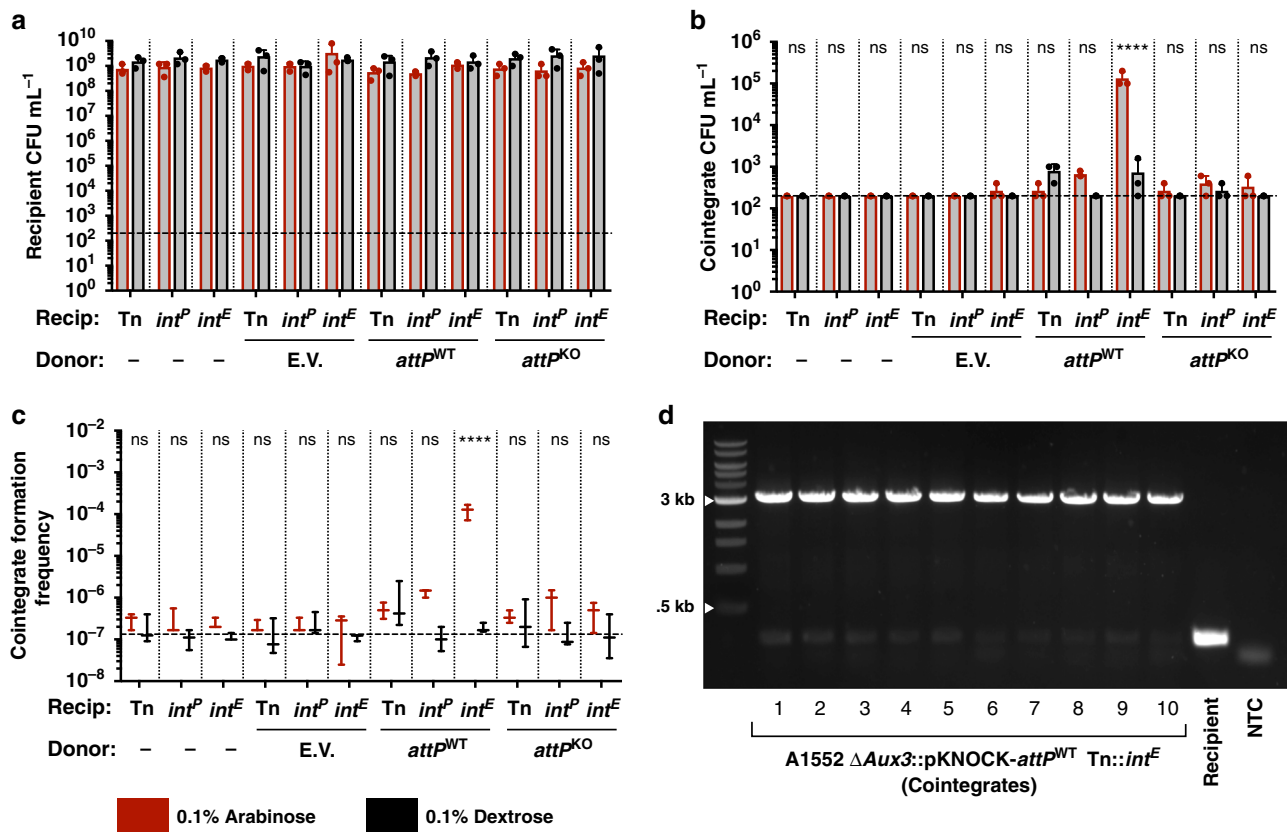 a
Recipient CFU mL⁻¹
10¹⁰
10⁹
10⁸
10⁷
10⁶
10⁵
10⁴
10³
10²
10¹
10⁰
Recip: Tn intᴾ intᴱ Tn intᴾ intᴱ Tn intᴾ intᴱ Tn intᴾ intᴱ
Donor: – – – E.V. attPᵂᵀ attPᴷᴼ
b
Cointegrate CFU mL⁻¹
10⁶
10⁵
10⁴
10³
10²
10¹
10⁰
ns ns ns ns ns ns ns ns **** ns ns ns
Recip: Tn intᴾ intᴱ Tn intᴾ intᴱ Tn intᴾ intᴱ Tn intᴾ intᴱ
Donor: – – – E.V. attPᵂᵀ attPᴷᴼ
c
Cointegrate formation
frequency
10⁻²
10⁻³
10⁻⁴
10⁻⁵
10⁻⁶
10⁻⁷
10⁻⁸
ns ns ns ns ns ns ns ns **** ns ns ns
Recip: Tn intᴾ intᴱ Tn intᴾ intᴱ Tn intᴾ intᴱ Tn intᴾ intᴱ
Donor: – – – E.V. attPᵂᵀ attPᴷᴼ
0.1% Arabinose 0.1% Dextrose
d
3 kb
.5 kb
1 2 3 4 5 6 7 8 9 10
Recipient
NTC
A1552 ΔAux3::pKNOCK-attPᵂᵀ Tn::intᴱ
(Cointegrates)